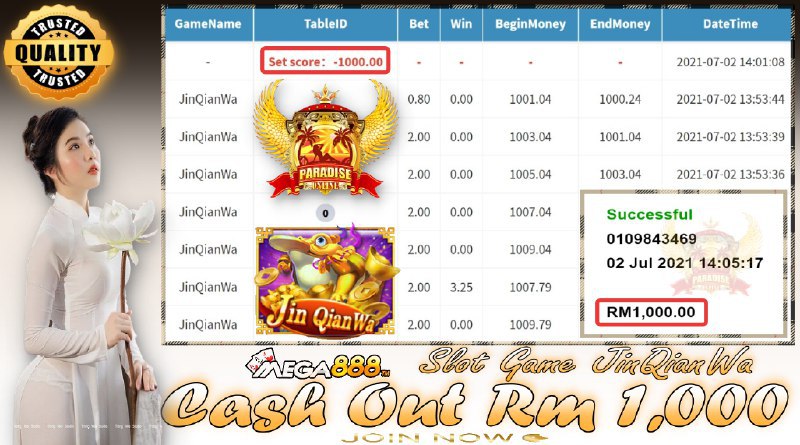 TRUSTED
QUALITY
TRUSTED
GameName TableID Bet Win BeginMoney EndMoney DateTime
- Set score: -1000.00 - - - - 2021-07-02 14:01:08
JinQianWa 0.80 0.00 1001.04 1000.24 2021-07-02 13:53:44
JinQianWa 2.00 0.00 1003.04 1001.04 2021-07-02 13:53:39
JinQianWa 2.00 0.00 1005.04 1003.04 2021-07-02 13:53:36
PARADISE
JinQianWa 0 2.00 0.00 1007.04
JinQianWa 2.00 0.00 1009.04
JinQianWa 2.00 3.25 1007.79
JinQianWa 2.00 0.00 1009.79
Jin QianWa
Successful
0109843469
02 Jul 2021 14:05:17
PARADISE
RM1,000.00
MEGA888 TM Slot Game JinQianWa
Cash Out Rm 1,000
JOIN NOW